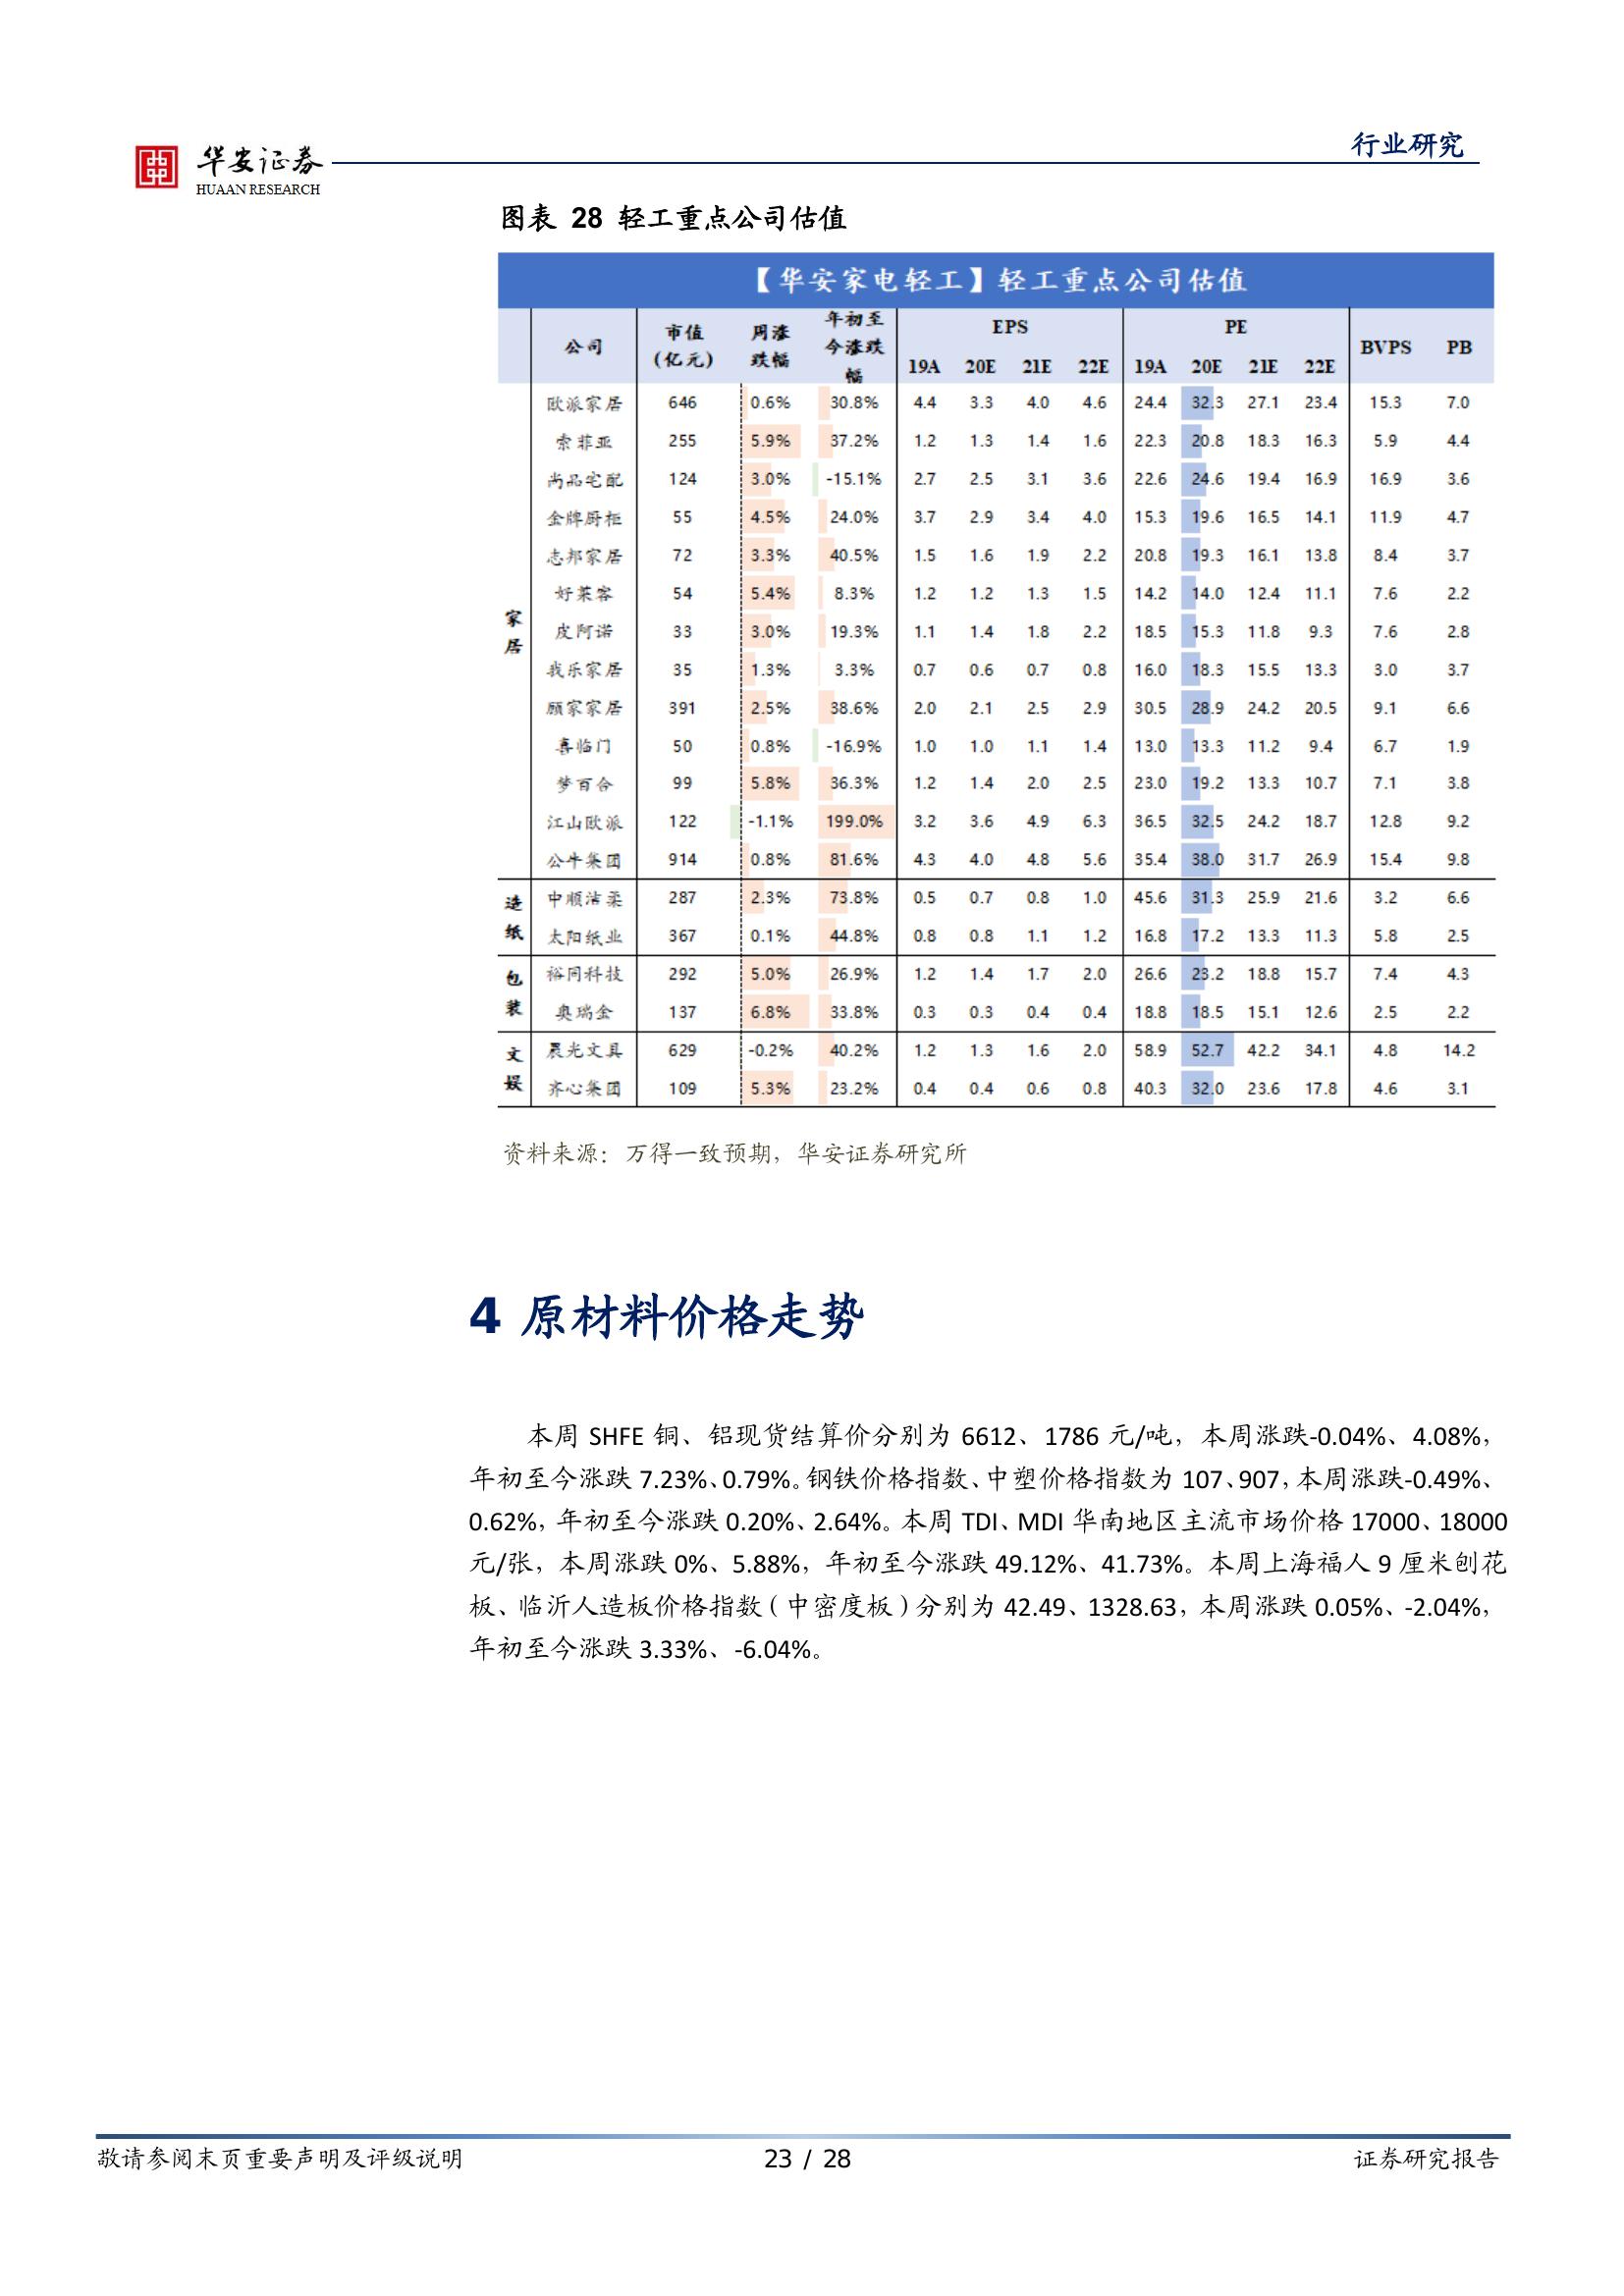 华安证券
HUAAN RESEARCH
行业研究
图表 28 轻工重点公司估值
【华安家电轻工】轻工重点公司估值
公司 市值(亿元) 周涨跌幅 年初至今涨跌幅 EPS PE BVPS PB
19A 20E 21E 22E 19A 20E 21E 22E
家居
欧派家居 646 0.6% 30.8% 4.4 3.3 4.0 4.6 24.4 32.3 27.1 23.4 15.3 7.0
索菲亚 255 5.9% 37.2% 1.2 1.3 1.4 1.6 22.3 20.8 18.3 16.3 5.9 4.4
尚品宅配 124 3.0% -15.1% 2.7 2.5 3.1 3.6 22.6 24.6 19.4 16.9 16.9 3.6
金牌厨柜 55 4.5% 24.0% 3.7 2.9 3.4 4.0 15.3 19.6 16.5 14.1 11.9 4.7
志邦家居 72 3.3% 40.5% 1.5 1.6 1.9 2.2 20.8 19.3 16.1 13.8 8.4 3.7
好莱客 54 5.4% 8.3% 1.2 1.2 1.3 1.5 14.2 14.0 12.4 11.1 7.6 2.2
皮阿诺 33 3.0% 19.3% 1.1 1.4 1.8 2.2 18.5 15.3 11.8 9.3 7.6 2.8
我乐家居 35 1.3% 3.3% 0.7 0.6 0.7 0.8 16.0 18.3 15.5 13.3 3.0 3.7
顾家家居 391 2.5% 38.6% 2.0 2.1 2.5 2.9 30.5 28.9 24.2 20.5 9.1 6.6
喜临门 50 0.8% -16.9% 1.0 1.0 1.1 1.4 13.0 13.3 11.2 9.4 6.7 1.9
梦百合 99 5.8% 36.3% 1.2 1.4 2.0 2.5 23.0 19.2 13.3 10.7 7.1 3.8
江山欧派 122 -1.1% 199.0% 3.2 3.6 4.9 6.3 36.5 32.5 24.2 18.7 12.8 9.2
公牛集团 914 0.8% 81.6% 4.3 4.0 4.8 5.6 35.4 38.0 31.7 26.9 15.4 9.8
造纸
中顺洁柔 287 2.3% 73.8% 0.5 0.7 0.8 1.0 45.6 31.3 25.9 21.6 3.2 6.6
太阳纸业 367 0.1% 44.8% 0.8 0.8 1.1 1.2 16.8 17.2 13.3 11.3 5.8 2.5
包装
裕同科技 292 5.0% 26.9% 1.2 1.4 1.7 2.0 26.6 23.2 18.8 15.7 7.4 4.3
奥瑞金 137 6.8% 33.8% 0.3 0.3 0.4 0.4 18.8 18.5 15.1 12.6 2.5 2.2
文娱
晨光文具 629 -0.2% 40.2% 1.2 1.3 1.6 2.0 58.9 52.7 42.2 34.1 4.8 14.2
齐心集团 109 5.3% 23.2% 0.4 0.4 0.6 0.8 40.3 32.0 23.6 17.8 4.6 3.1
资料来源：万得一致预期，华安证券研究所
4 原材料价格走势
本周 SHFE 铜、铝现货结算价分别为 6612、1786 元/吨，本周涨跌-0.04%、4.08%，
年初至今涨跌 7.23%、0.79%。钢铁价格指数、中塑价格指数为 107、907，本周涨跌-0.49%、
0.62%，年初至今涨跌 0.20%、2.64%。本周 TDI、MDI 华南地区主流市场价格 17000、18000
元/张，本周涨跌 0%、5.88%，年初至今涨跌 49.12%、41.73%。本周上海福人 9 厘米刨花
板、临沂人造板价格指数（中密度板）分别为 42.49、1328.63，本周涨跌 0.05%、-2.04%，
年初至今涨跌 3.33%、-6.04%。
敬请参阅末页重要声明及评级说明
23 / 28
证券研究报告